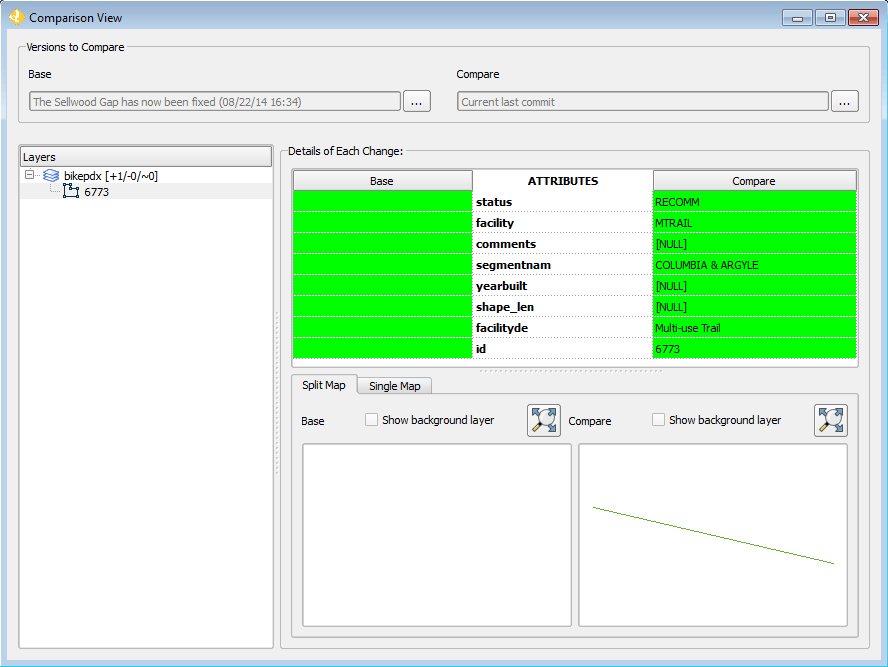 Comparison View
Versions to Compare
Base
Compare
The Sellwood Gap has now been fixed (08/22/14 16:34)
...
Current last commit
...
Layers
bikepdx [+1/-0/~0]
6773
Details of Each Change:
Base ATTRIBUTES Compare
status RECOMM
facility MTRAIL
comments [NULL]
segmentnam COLUMBIA & ARGYLE
yearbuilt [NULL]
shape_len [NULL]
facilityde Multi-use Trail
id 6773
Split Map
Single Map
Base
Show background layer
Compare
Show background layer